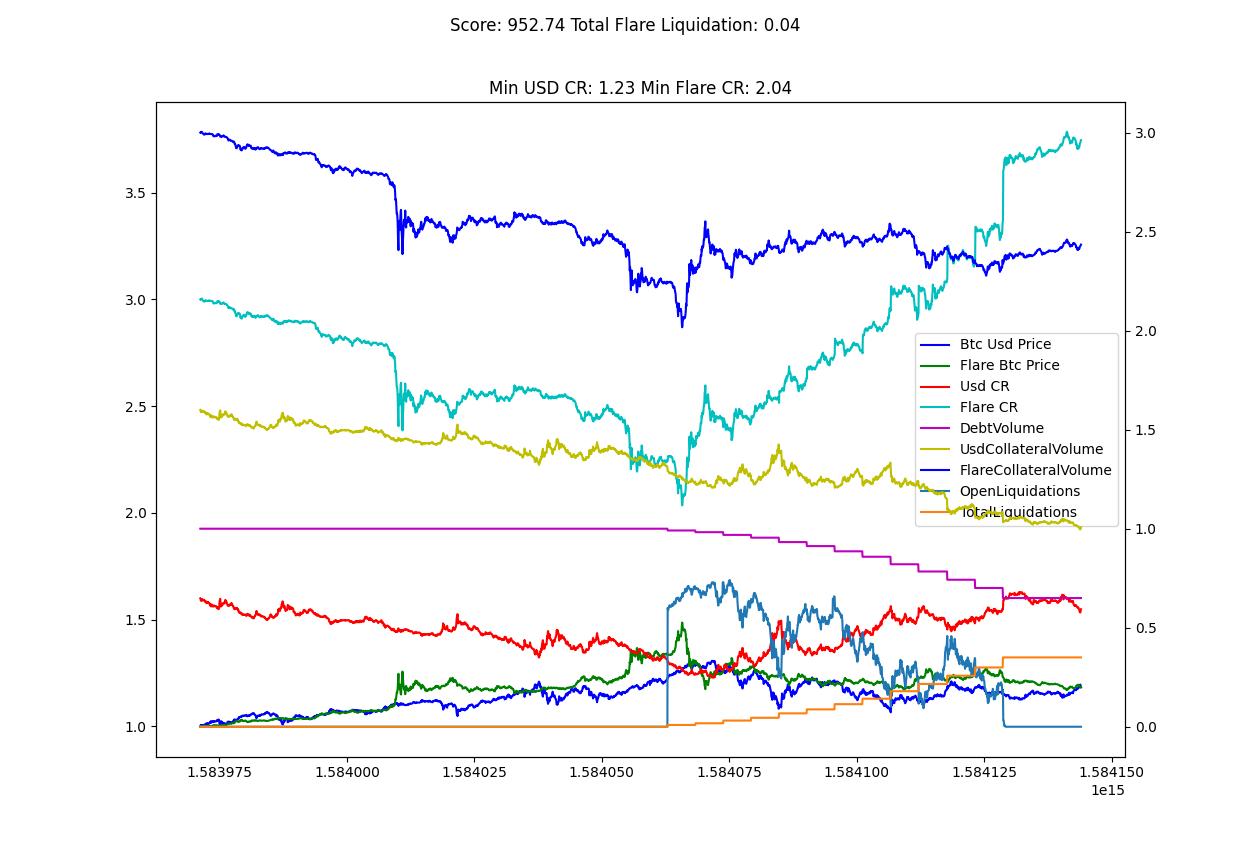 Score: 952.74 Total Flare Liquidation: 0.04
Min USD CR: 1.23 Min Flare CR: 2.04
3.5
3.0
2.5
2.0
1.5
1.0
3.0
2.5
2.0
1.5
1.0
0.5
0.0
Btc Usd Price
Flare Btc Price
Usd CR
Flare CR
DebtVolume
UsdCollateralVolume
FlareCollateralVolume
OpenLiquidations
TotalLiquidations
1.583975 1.584000 1.584025 1.584050 1.584075 1.584100 1.584125 1.584150
1e15